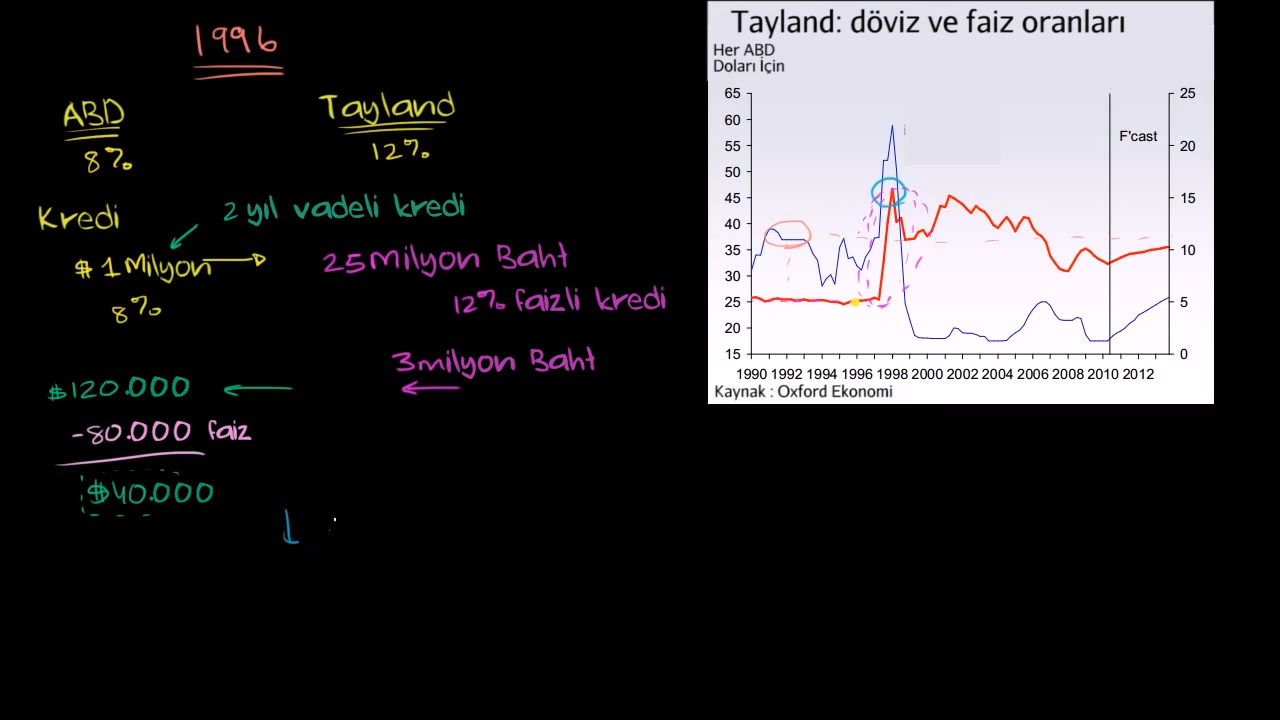 1996
ABD
Tayland
8%
12%
Kredi
2 yıl vadeli kredi
$1 Milyon
25 Milyon Baht
8%
12% faizli kredi
3 milyon Baht
$120.000
-80.000 faiz
$40.000
Tayland: döviz ve faiz oranları
Her ABD
Doları İçin
65 25
60
F'cast
55 20
50
45 15
40
35 10
30
25 5
20
15 0
1990 1992 1994 1996 1998 2000 2002 2004 2006 2008 2010 2012
Kaynak : Oxford Ekonomi